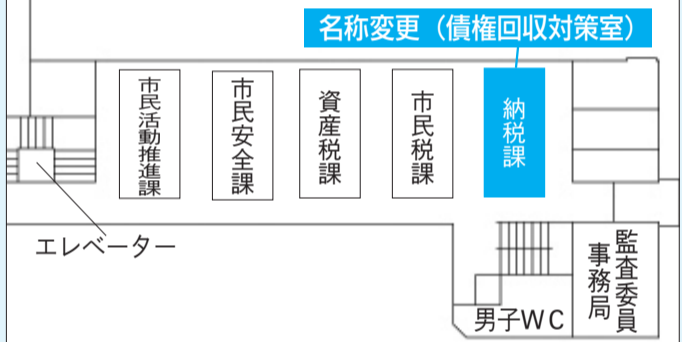 名称変更（債権回収対策室）
市民活動推進課
市民安全課
資産税課
市民税課
納税課
エレベーター
男子ＷＣ
監査委員
事務局